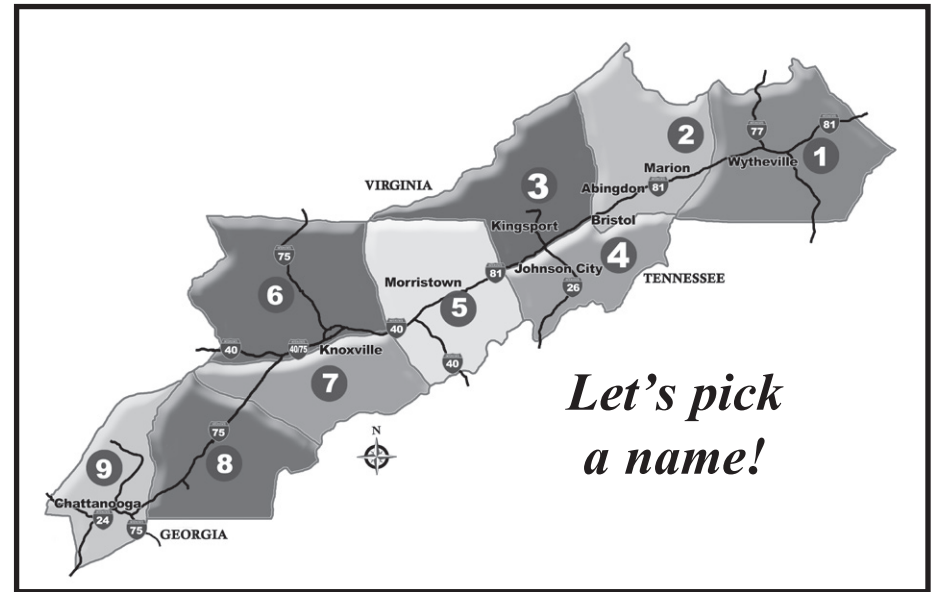 2
77
81
1
Wytheville
Marion
3
VIRGINIA
Abingdon
81
Bristol
Kingsport
4
75
Johnson City
81
TENNESSEE
Morristown
26
6
5
40
40
40/75
Knoxville
40
7
Let's pick
a name!
N
75
8
9
Chattanooga
24
75
GEORGIA